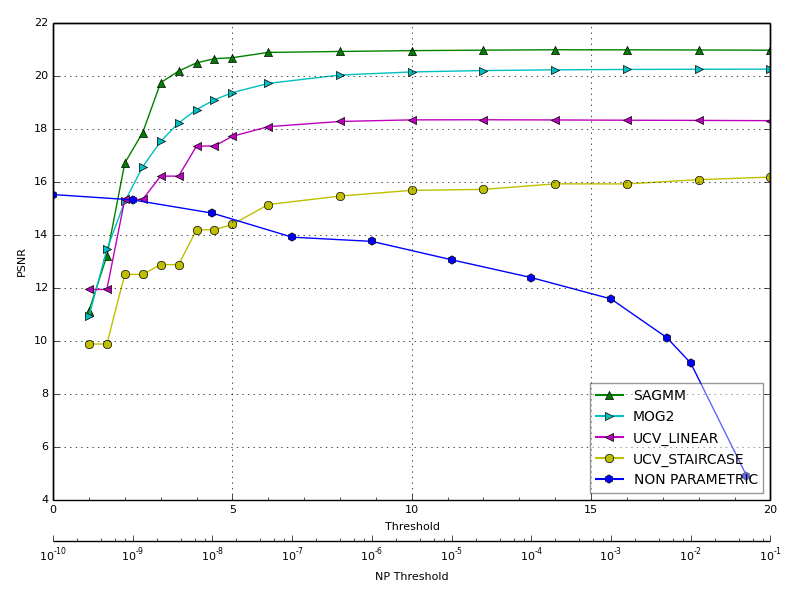 22
20
18
16
14
12
10
8
6
4
PSNR
SAGMM
MOG2
UCV_LINEAR
UCV_STAIRCASE
NON PARAMETRIC
0 5 10 15 20
Threshold
10^-10 10^-9 10^-8 10^-7 10^-6 10^-5 10^-4 10^-3 10^-2 10^-1
NP Threshold